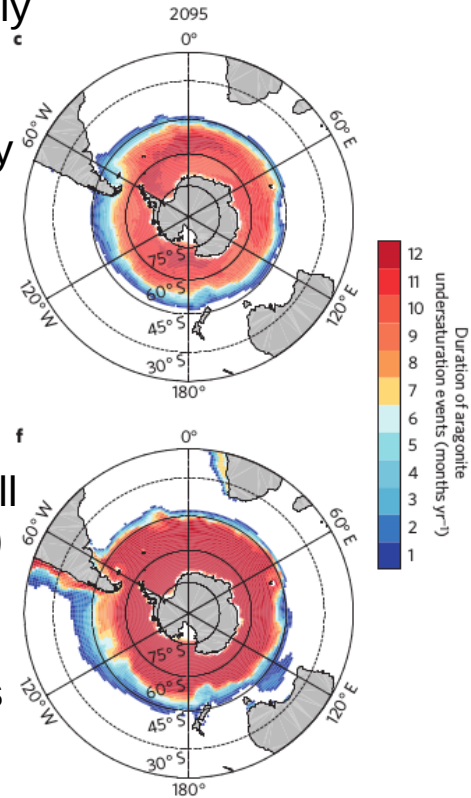 ly
2095
c
0°
60° W
60° E
y
120° W
120° E
75° S
60° S
45° S
30° S
180°
12
11
10
9
8
7
6
5
4
3
2
1
Duration of aragonite
undersaturation events (months yr⁻¹)
f
0°
ll
60° W
60° E
)
s
120° W
120° E
75° S
60° S
45° S
30° S
180°